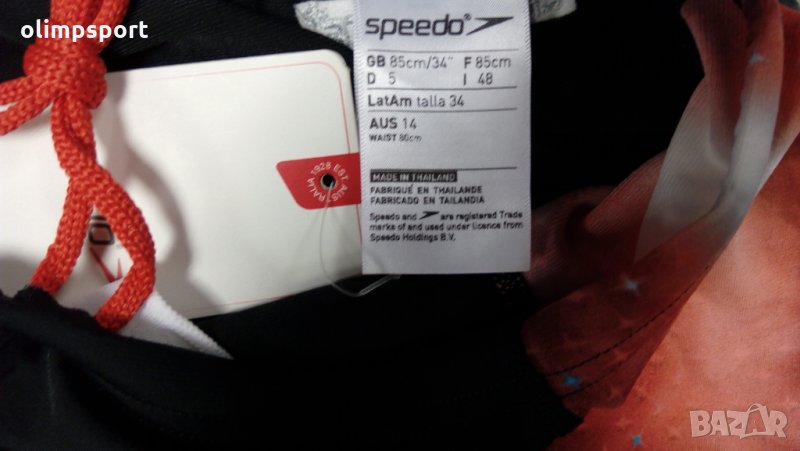 olimpsport
speedo®
GB 85cm/34" F 85cm
D 5 I 48
LatAm talla 34
AUS 14
WAIST 80cm
MADE IN THAILAND
FABRIQUÉ EN THAILANDE
FABRICADO EN TAILANDIA
Speedo and are registered Trade
marks of and used under licence from
Speedo Holdings B.V.
1928 EST. AUSTRALIA
BAZAR